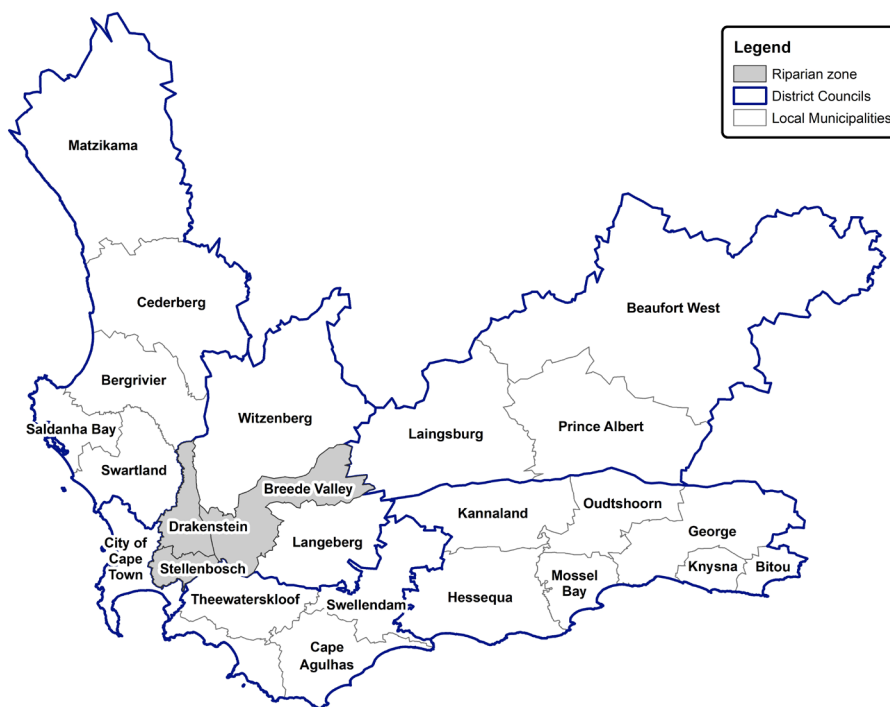 Legend
Riparian zone
District Councils
Local Municipalities
Matzikama
Cederberg
Beaufort West
Bergrivier
Witzenberg
Saldanha Bay
Laingsburg
Prince Albert
Swartland
Breede Valley
Oudtshoorn
Kannaland
Drakenstein
George
City of
Cape
Town
Langeberg
Stellenbosch
Knysna
Bitou
Mossel
Bay
Theewaterskloof
Hessequa
Swellendam
Cape
Agulhas